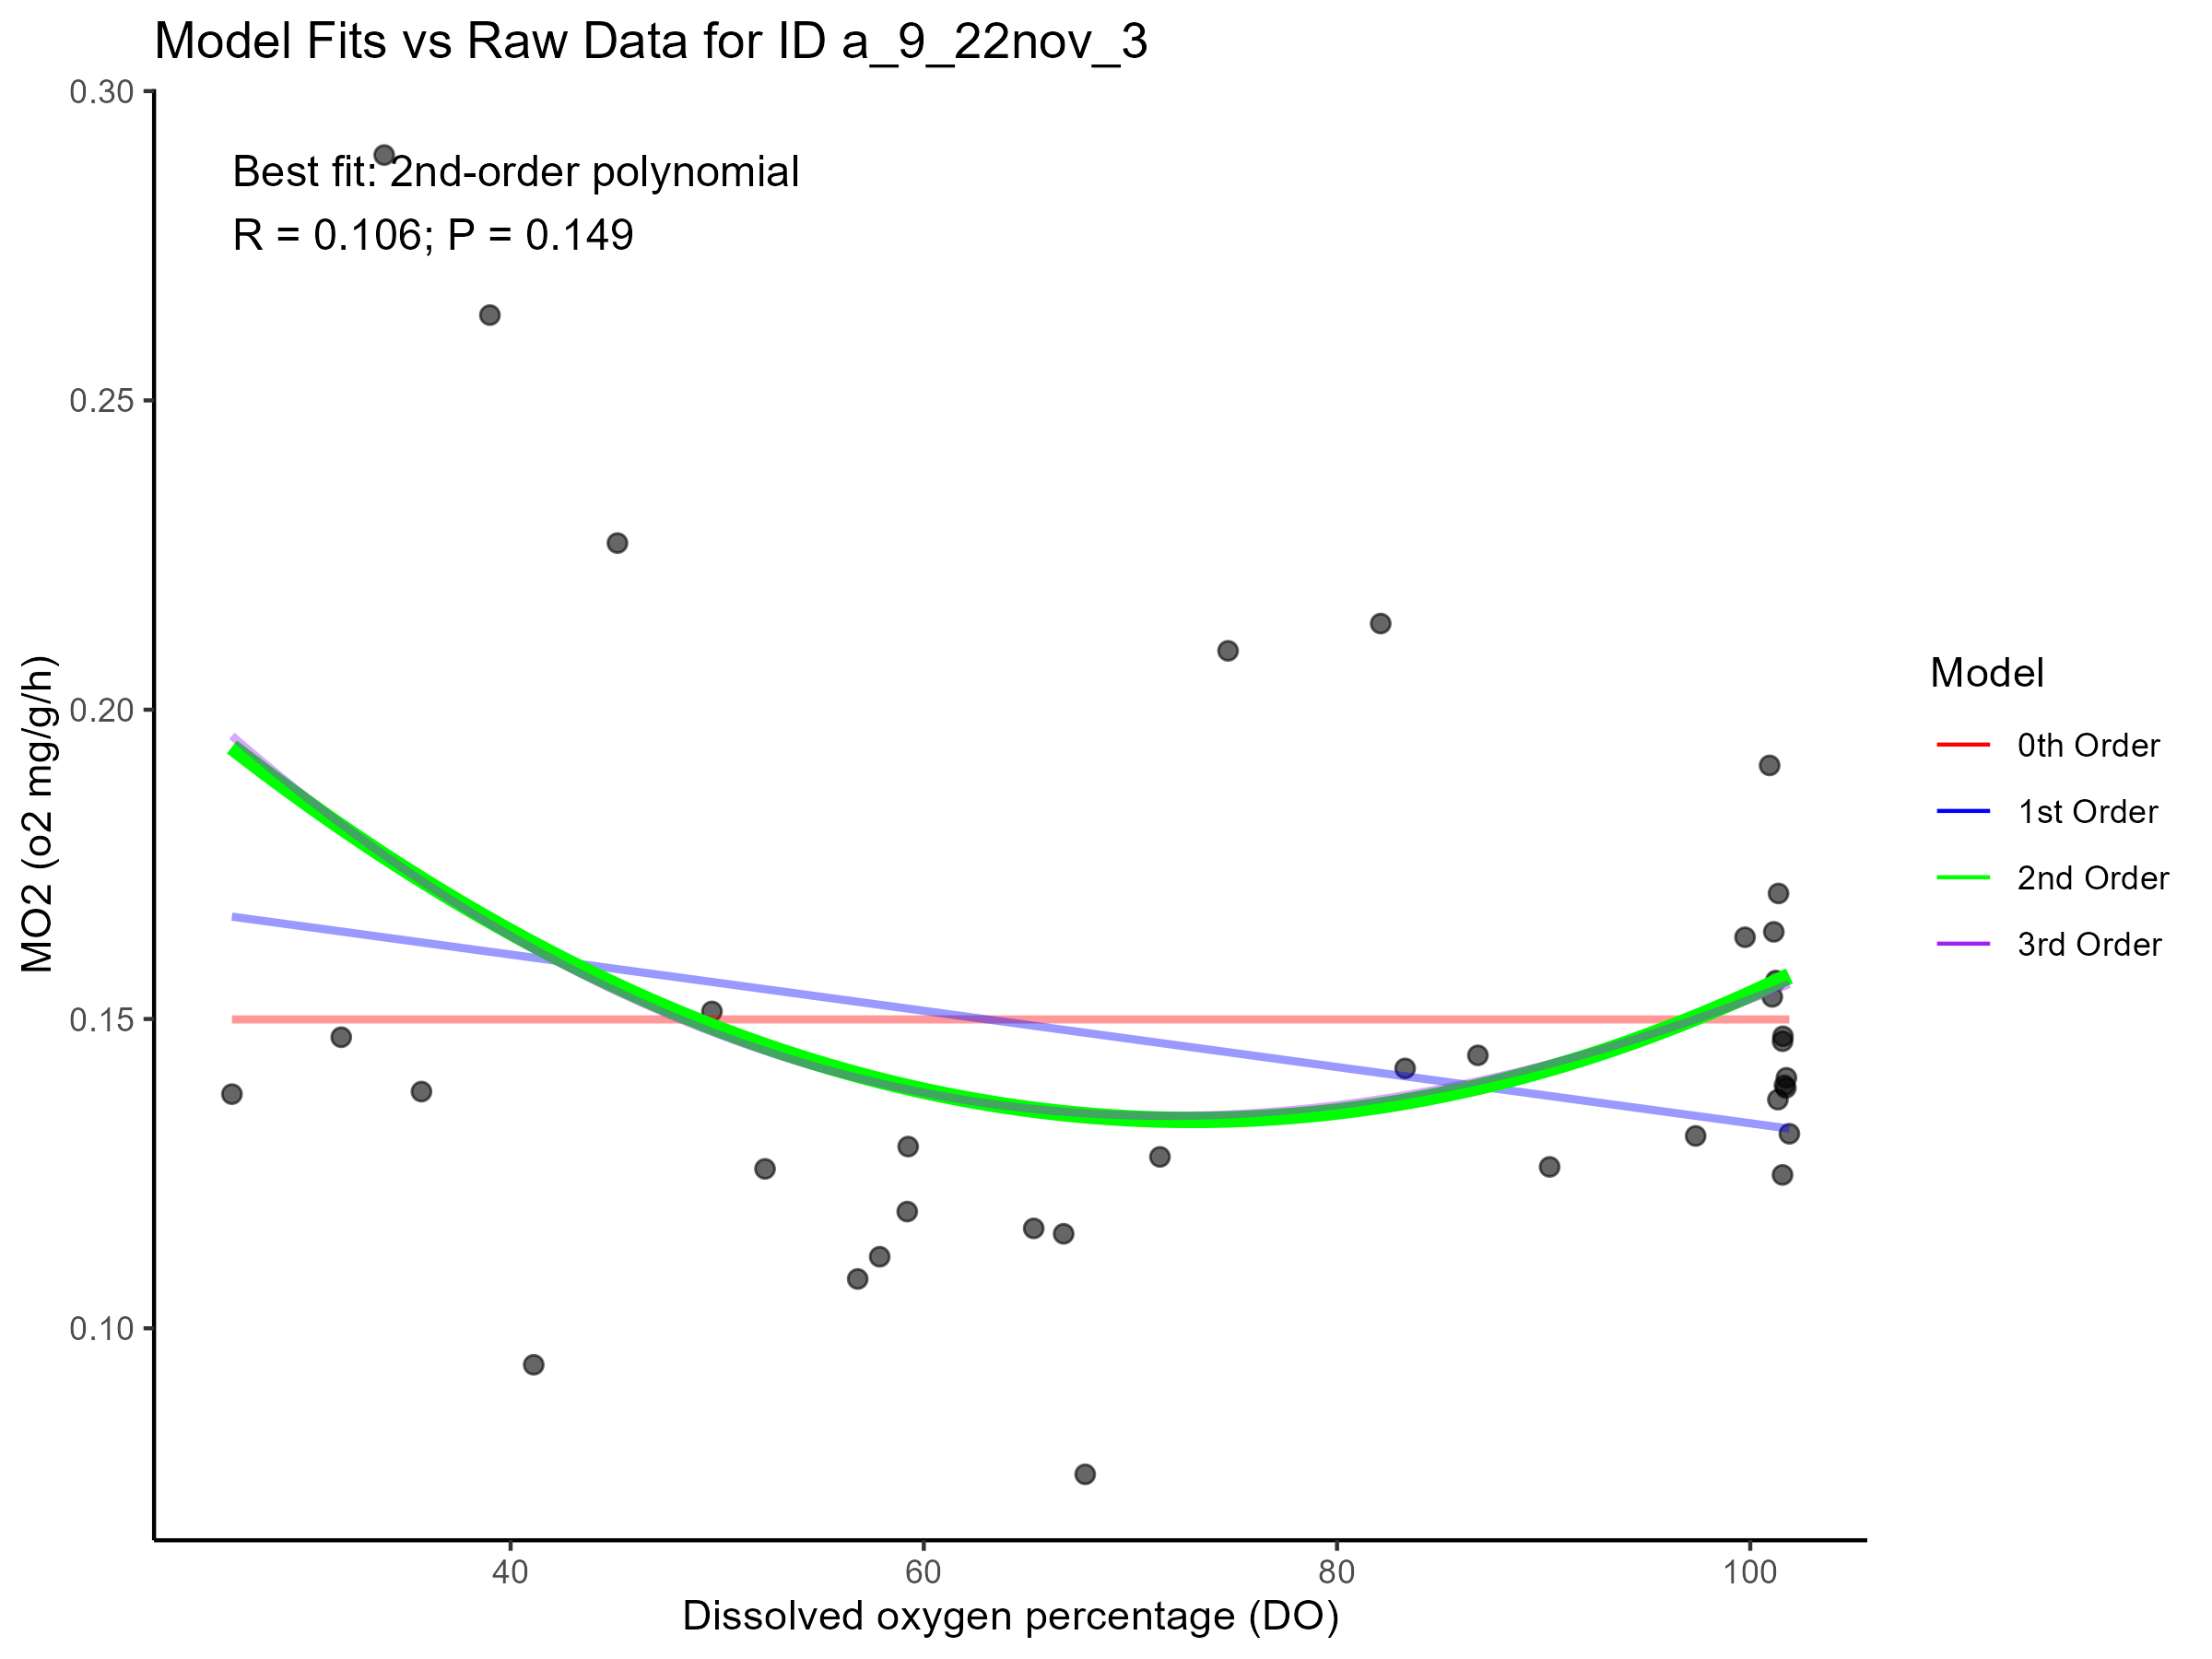 Model Fits vs Raw Data for ID a_9_22nov_3
0.30
0.25
0.20
0.15
0.10
MO2 (o2 mg/g/h)
Best fit: 2nd-order polynomial
R = 0.106; P = 0.149
40
60
80
100
Dissolved oxygen percentage (DO)
Model
0th Order
1st Order
2nd Order
3rd Order